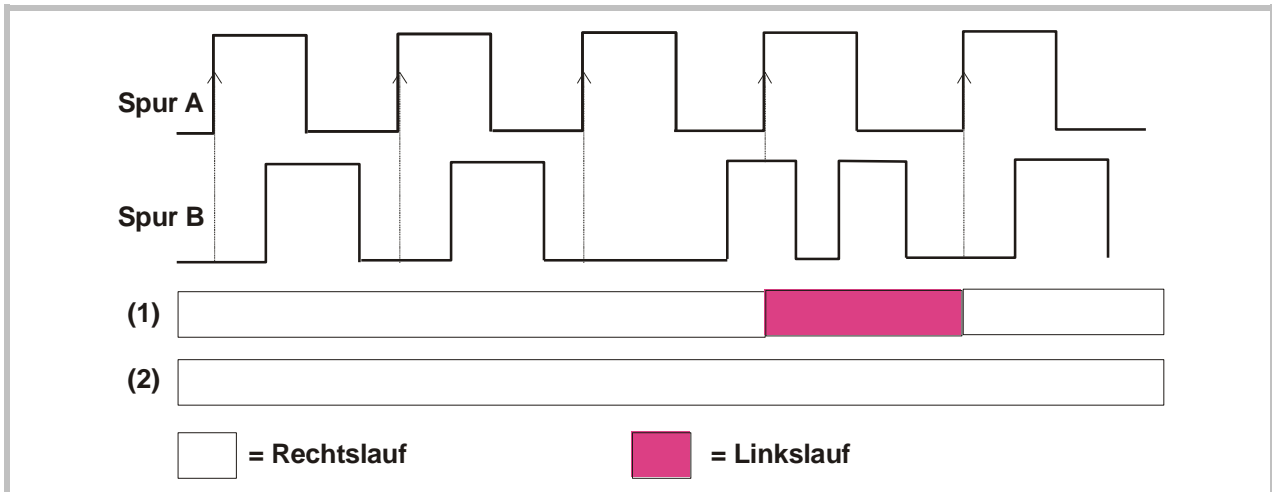 Spur A
Spur B
(1)
(2)
= Rechtslauf
= Linkslauf